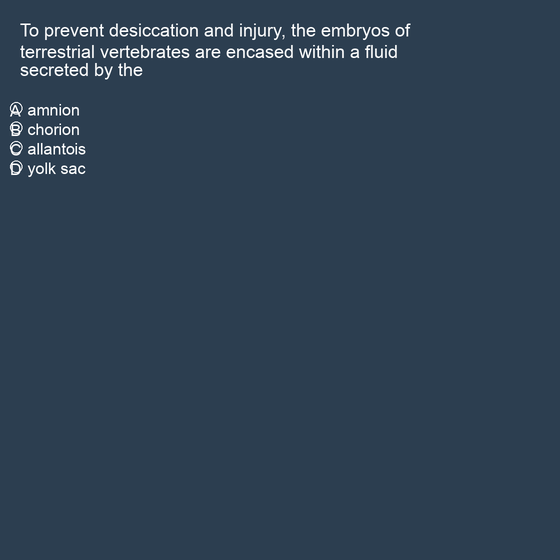 To prevent desiccation and injury, the embryos of
terrestrial vertebrates are encased within a fluid
secreted by the
A amnion
B chorion
C allantois
D yolk sac